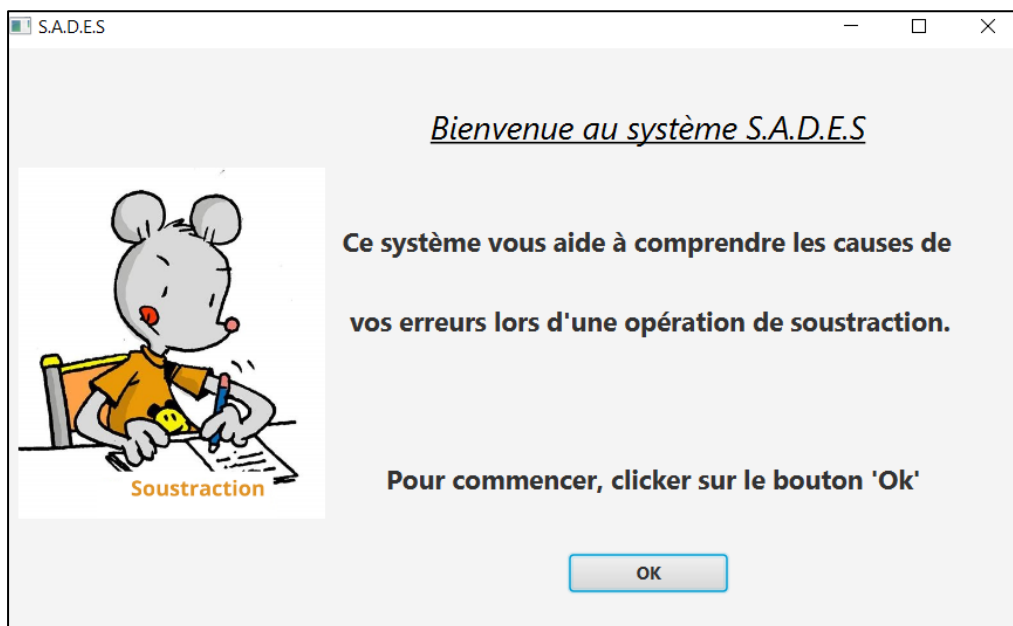 S.A.D.E.S
Bienvenue au système S.A.D.E.S
Ce système vous aide à comprendre les causes de
vos erreurs lors d'une opération de soustraction.
Soustraction
Pour commencer, clicker sur le bouton 'Ok'
OK